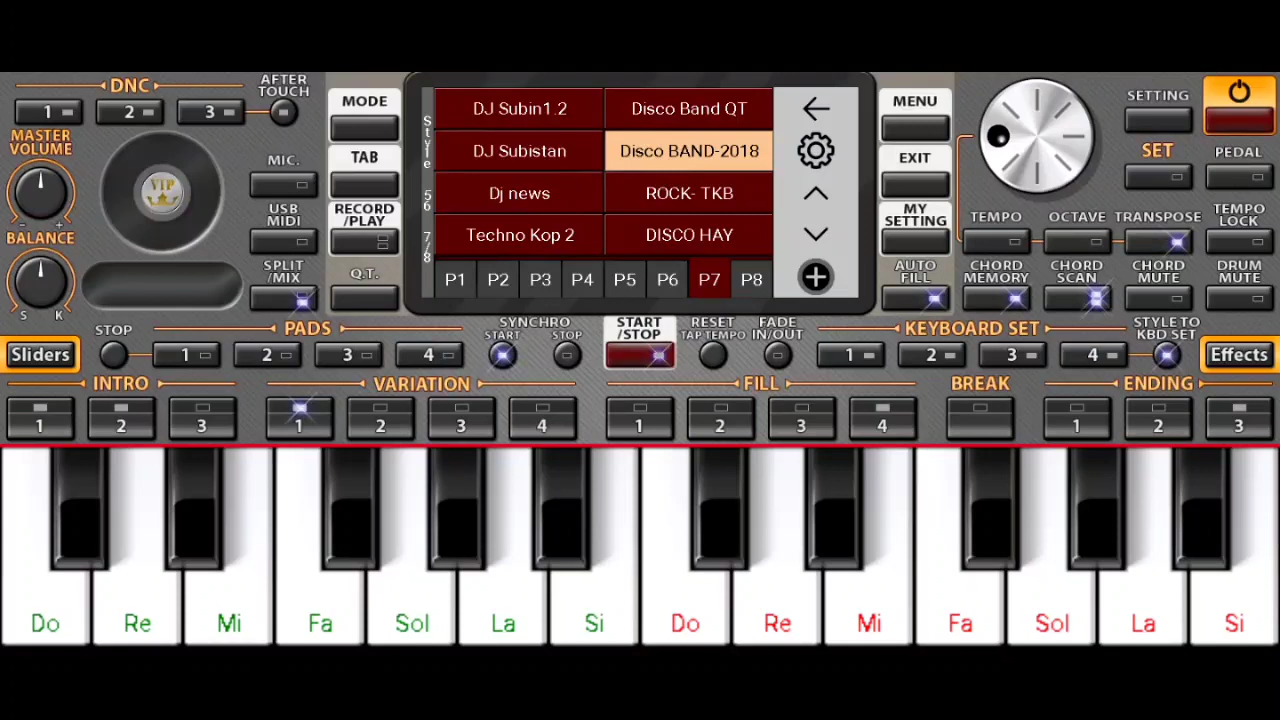 DNC
AFTER
TOUCH
1 2 3
MASTER
VOLUME
- +
BALANCE
S K
VIP
MIC.
USB
MIDI
SPLIT
/MIX
MODE
TAB
RECORD
/PLAY
Q.T.
Style
56
7/8
DJ Subin1.2 Disco Band QT
DJ Subistan Disco BAND-2018
Dj news ROCK- TKB
Techno Kop 2 DISCO HAY
P1 P2 P3 P4 P5 P6 P7 P8
MENU
EXIT
MY
SETTING
AUTO
FILL
SETTING
SET PEDAL
TEMPO OCTAVE TRANSPOSE TEMPO
LOCK
CHORD
MEMORY
CHORD
SCAN
CHORD
MUTE
DRUM
MUTE
Sliders
STOP
PADS
1 2 3 4
SYNCHRO
START STOP
START
/STOP
RESET
TAP TEMPO
FADE
IN/OUT
KEYBOARD SET
1 2 3 4
STYLE TO
KBD SET
Effects
INTRO VARIATION FILL BREAK ENDING
1 2 3 1 2 3 4 1 2 3 4 1 2 3
Do Re Mi Fa Sol La Si Do Re Mi Fa Sol La Si